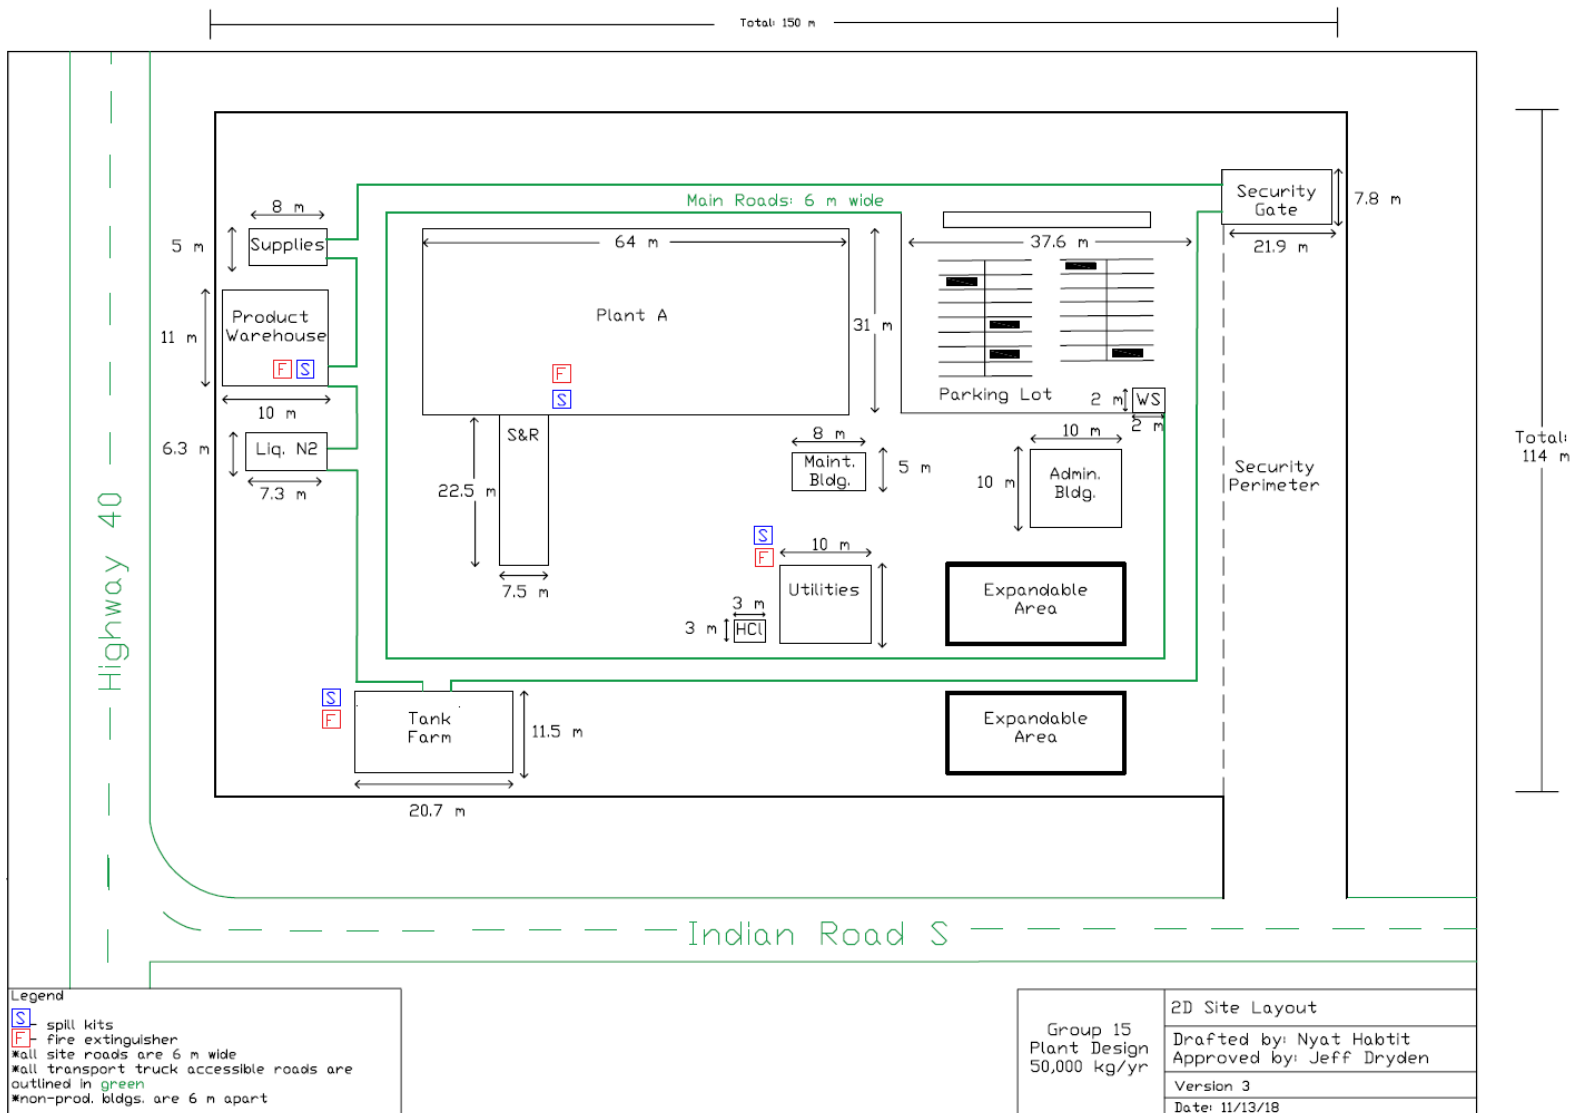 Total: 150 m
Security
Gate
7.8 m
21.9 m
Main Roads: 6 m wide
8 m
5 m
Supplies
64 m
37.6 m
Plant A
31 m
Product
Warehouse
11 m
F S
10 m
F
S
Parking Lot
2 m
WS
2 m
6.3 m
Liq. N2
7.3 m
S&R
22.5 m
7.5 m
8 m
Maint.
Bldg.
5 m
10 m
10 m
Admin.
Bldg.
Security
Perimeter
Total:
114 m
Highway 40
S
F
10 m
Utilities
3 m
3 m
HCl
Expandable
Area
S
F
Tank
Farm
11.5 m
20.7 m
Expandable
Area
Indian Road S
Legend
S - spill kits
F - fire extinguisher
*all site roads are 6 m wide
*all transport truck accessible roads are
outlined in green
*non-prod. bldgs. are 6 m apart
Group 15
Plant Design
50,000 kg/yr
2D Site Layout
Drafted by: Nyat Habtit
Approved by: Jeff Dryden
Version 3
Date: 11/13/18